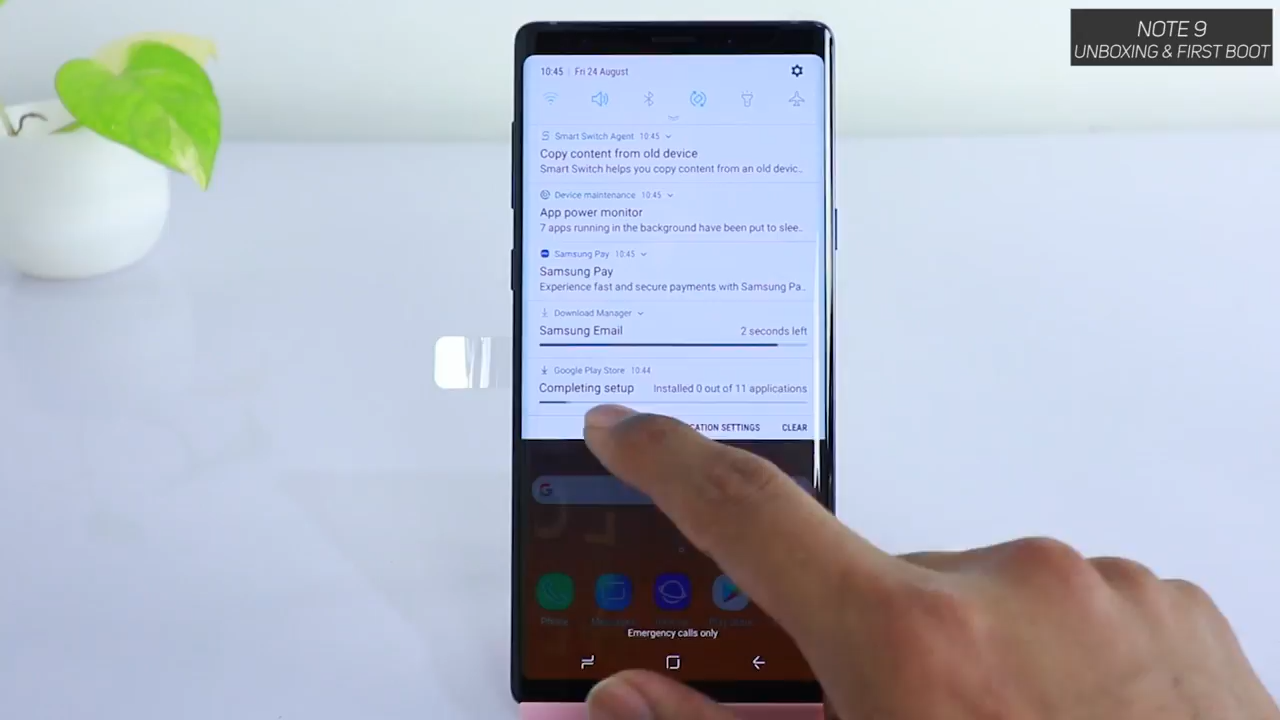 NOTE 9
UNBOXING & FIRST BOOT
10:45 | Fri 24 August
Smart Switch Agent 10:45
Copy content from old device
Smart Switch helps you copy content from an old devic..
Device maintenance 10:45
App power monitor
7 apps running in the background have been put to slee..
Samsung Pay 10:45
Samsung Pay
Experience fast and secure payments with Samsung Pa..
Download Manager
Samsung Email 2 seconds left
Google Play Store 10:44
Completing setup Installed 0 out of 11 applications
CATION SETTINGS CLEAR
G
Phone
Messages
Play Store
Emergency calls only